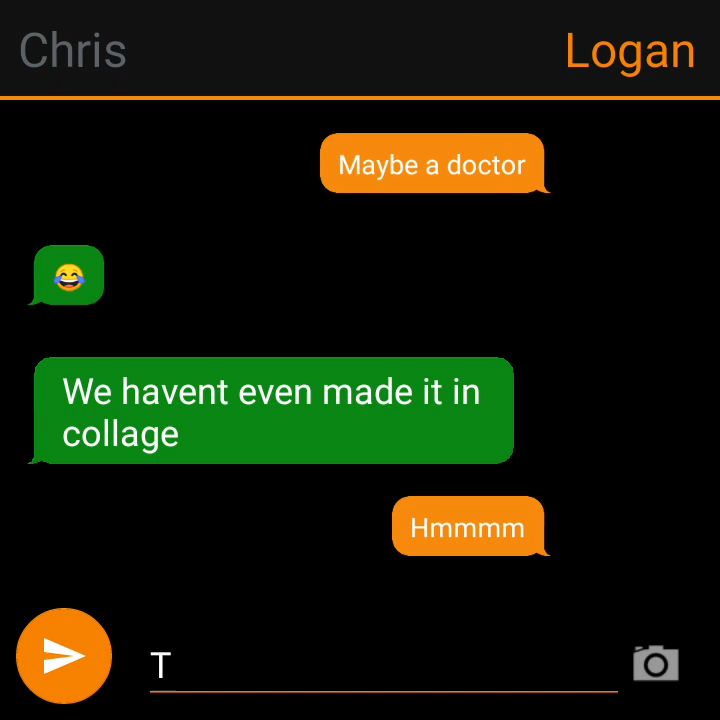 Chris Logan
Maybe a doctor
😂
We havent even made it in
collage
Hmmmm
T